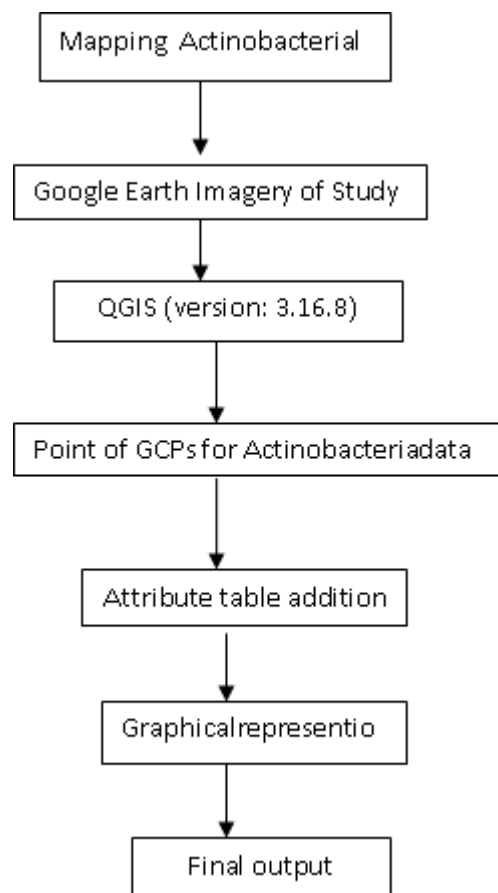 Mapping Actinobacterial
Google Earth Imagery of Study
QGIS (version: 3.16.8)
Point of GCPs for Actinobacteriadata
Attribute table addition
Graphicalrepresentio
Final output